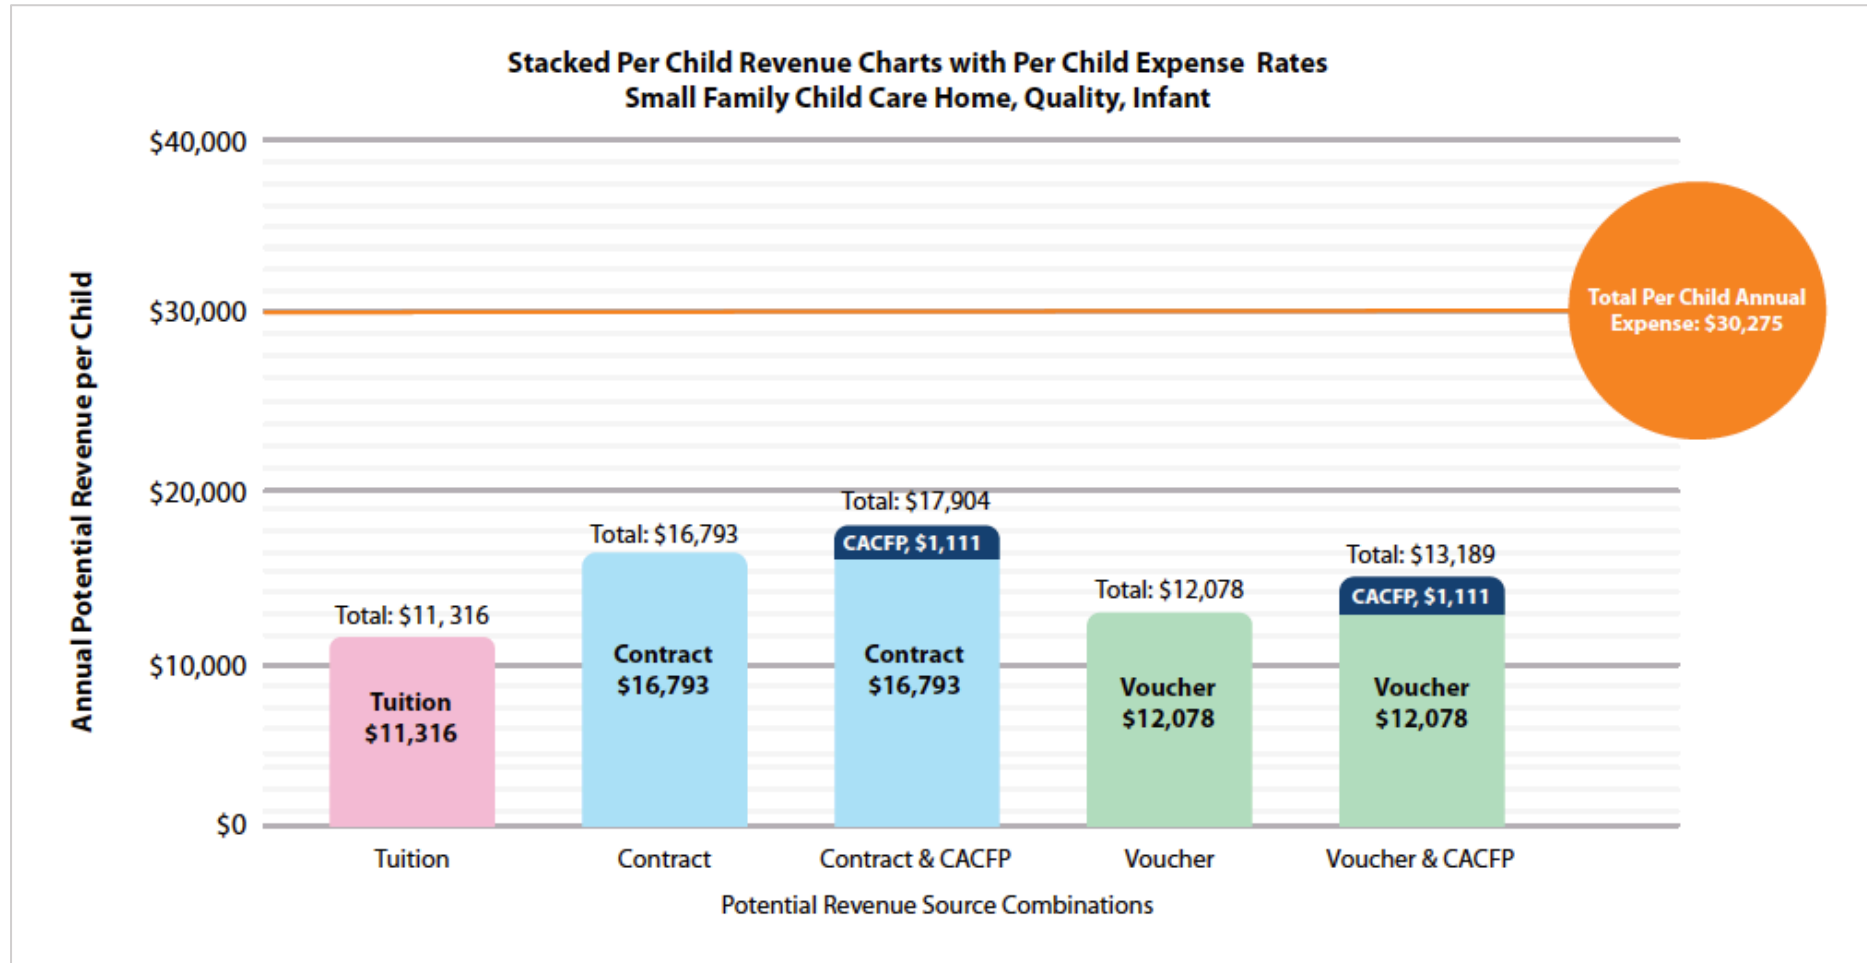 Stacked Per Child Revenue Charts with Per Child Expense Rates
Small Family Child Care Home, Quality, Infant
Annual Potential Revenue per Child
$40,000
$30,000
$20,000
$10,000
$0
Total Per Child Annual
Expense: $30,275
Total: $11, 316
Tuition
$11,316
Total: $16,793
Contract
$16,793
Total: $17,904
CACFP, $1,111
Contract
$16,793
Total: $12,078
Voucher
$12,078
Total: $13,189
CACFP, $1,111
Voucher
$12,078
Tuition
Contract
Contract & CACFP
Voucher
Voucher & CACFP
Potential Revenue Source Combinations